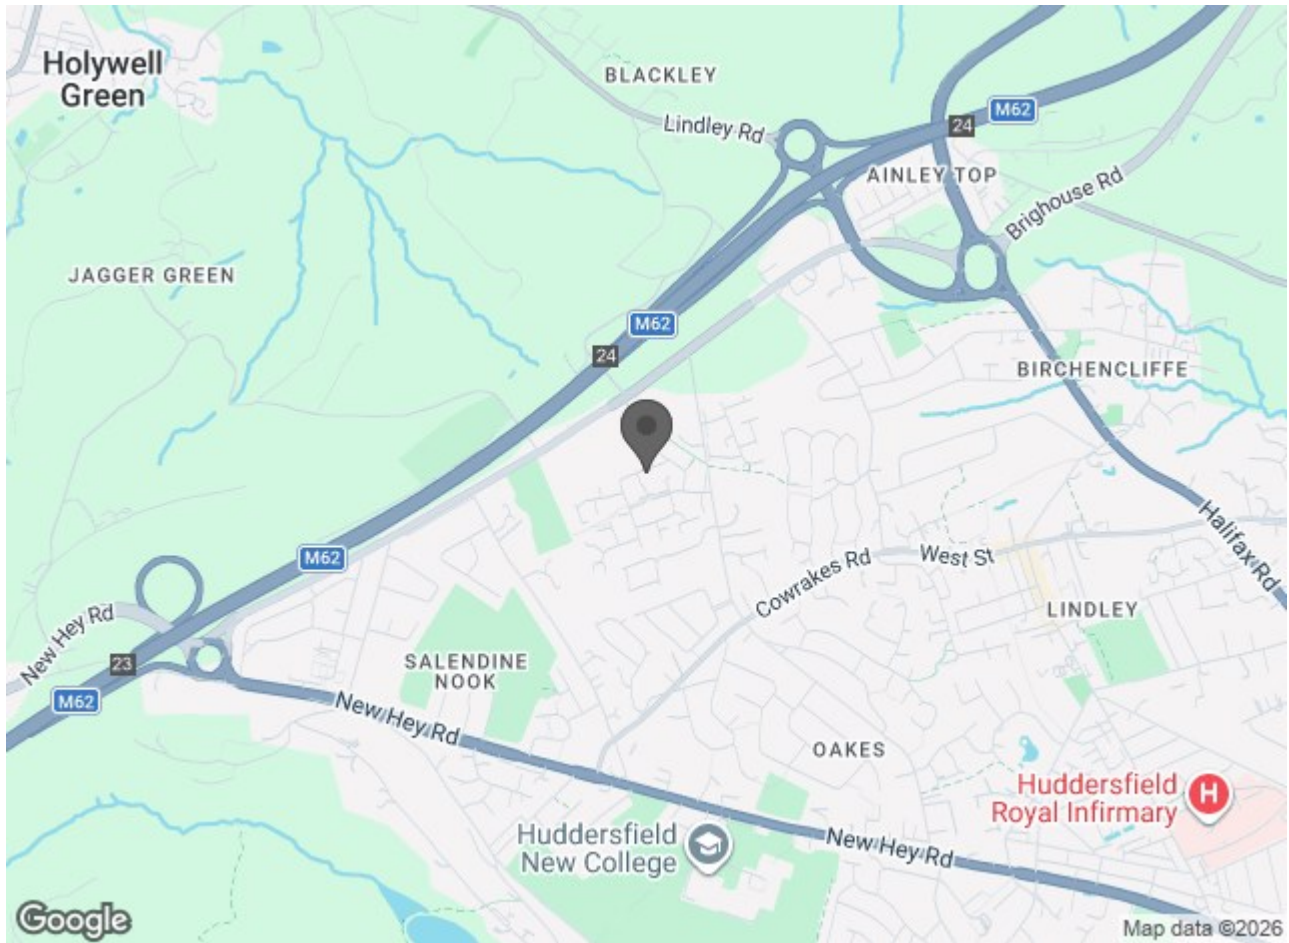 Holywell
Green
BLACKLEY
Lindley Rd
M62
24
AINLEY TOP
Brighouse Rd
JAGGER GREEN
M62
24
BIRCHENCLIFFE
Halifax Rd
M62
West St
Cowrakes Rd
LINDLEY
New Hey Rd
23
M62
SALENDINE
NOOK
New Hey Rd
OAKES
Huddersfield
Royal Infirmary
H
Huddersfield
New College
New Hey Rd
Google
Map data ©2026